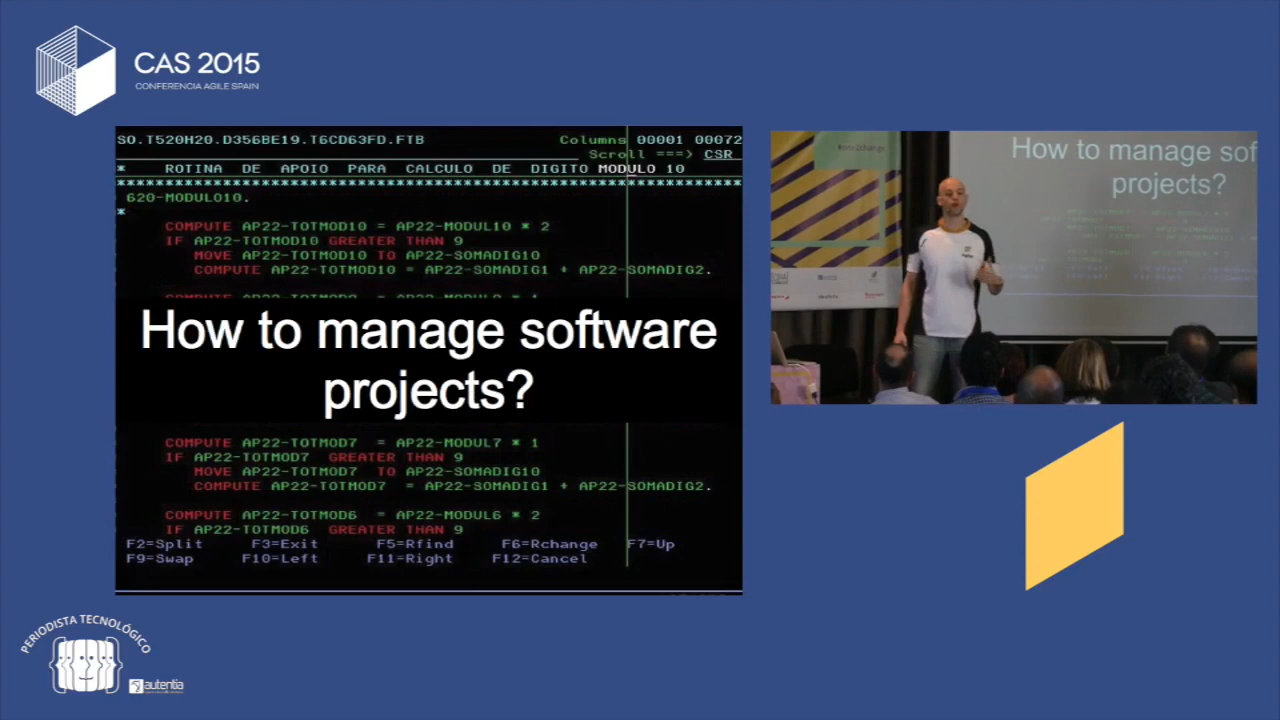 CAS 2015
CONFERENCIA AGILE SPAIN
SO.T520H20.D356BE19.T6CD63FD.FTB Columns 00001 00072
Scroll ===> CSR
* ROTINA DE APOIO PARA CALCULO DE DIGITO MODULO 10
620-MODULO10.
*
COMPUTE AP22-TOTMOD10 = AP22-MODUL10 * 2
IF AP22-TOTMOD10 GREATER THAN 9
MOVE AP22-TOTMOD10 TO AP22-SOMADIG10
COMPUTE AP22-TOTMOD10 = AP22-SOMADIG1 + AP22-SOMADIG2.
How to manage software
projects?
COMPUTE AP22-TOTMOD7 = AP22-MODUL7 * 1
IF AP22-TOTMOD7 GREATER THAN 9
MOVE AP22-TOTMOD7 TO AP22-SOMADIG10
COMPUTE AP22-TOTMOD7 = AP22-SOMADIG1 + AP22-SOMADIG2.
COMPUTE AP22-TOTMOD6 = AP22-MODUL6 * 2
IF AP22-TOTMOD6 GREATER THAN 9
F2=Split F3=Exit F5=Rfind F6=Rchange F7=Up
F9=Swap F10=Left F11=Right F12=Cancel
How to manage sof
projects?
PERIODISTA TECNOLÓGICO
autentia